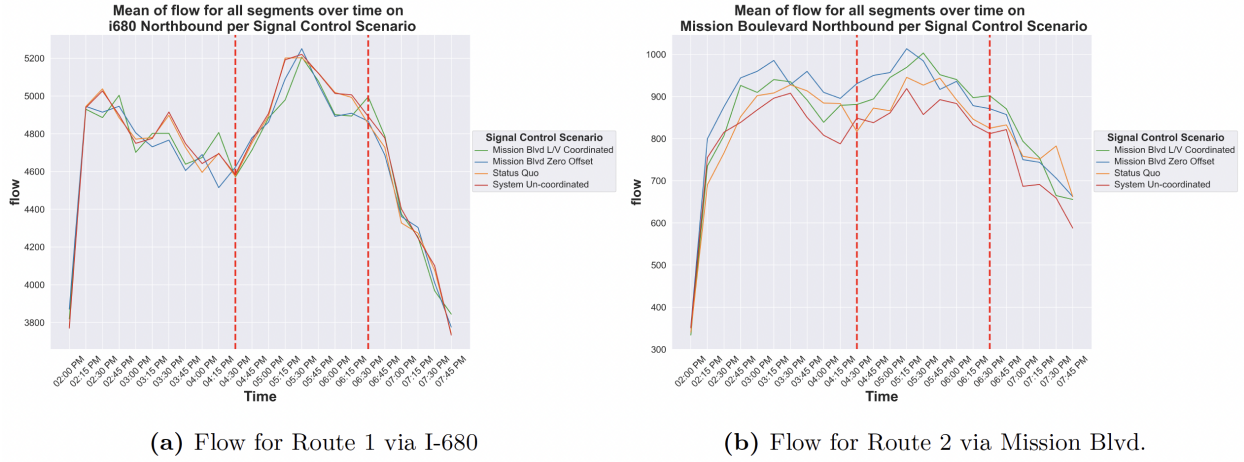 Mean of flow for all segments over time on
i680 Northbound per Signal Control Scenario
flow
5200
5000
4800
4600
4400
4200
4000
3800
02:00 PM
02:15 PM
02:30 PM
02:45 PM
03:00 PM
03:15 PM
03:30 PM
03:45 PM
04:00 PM
04:15 PM
04:30 PM
04:45 PM
05:00 PM
05:15 PM
05:30 PM
05:45 PM
06:00 PM
06:15 PM
06:30 PM
06:45 PM
07:00 PM
07:15 PM
07:30 PM
07:45 PM
Time
Signal Control Scenario
Mission Blvd L/V Coordinated
Mission Blvd Zero Offset
Status Quo
System Un-coordinated
(a) Flow for Route 1 via I-680
Mean of flow for all segments over time on
Mission Boulevard Northbound per Signal Control Scenario
flow
1000
900
800
700
600
500
400
300
02:00 PM
02:15 PM
02:30 PM
02:45 PM
03:00 PM
03:15 PM
03:30 PM
03:45 PM
04:00 PM
04:15 PM
04:30 PM
04:45 PM
05:00 PM
05:15 PM
05:30 PM
05:45 PM
06:00 PM
06:15 PM
06:30 PM
06:45 PM
07:00 PM
07:15 PM
07:30 PM
07:45 PM
Time
Signal Control Scenario
Mission Blvd L/V Coordinated
Mission Blvd Zero Offset
Status Quo
System Un-coordinated
(b) Flow for Route 2 via Mission Blvd.